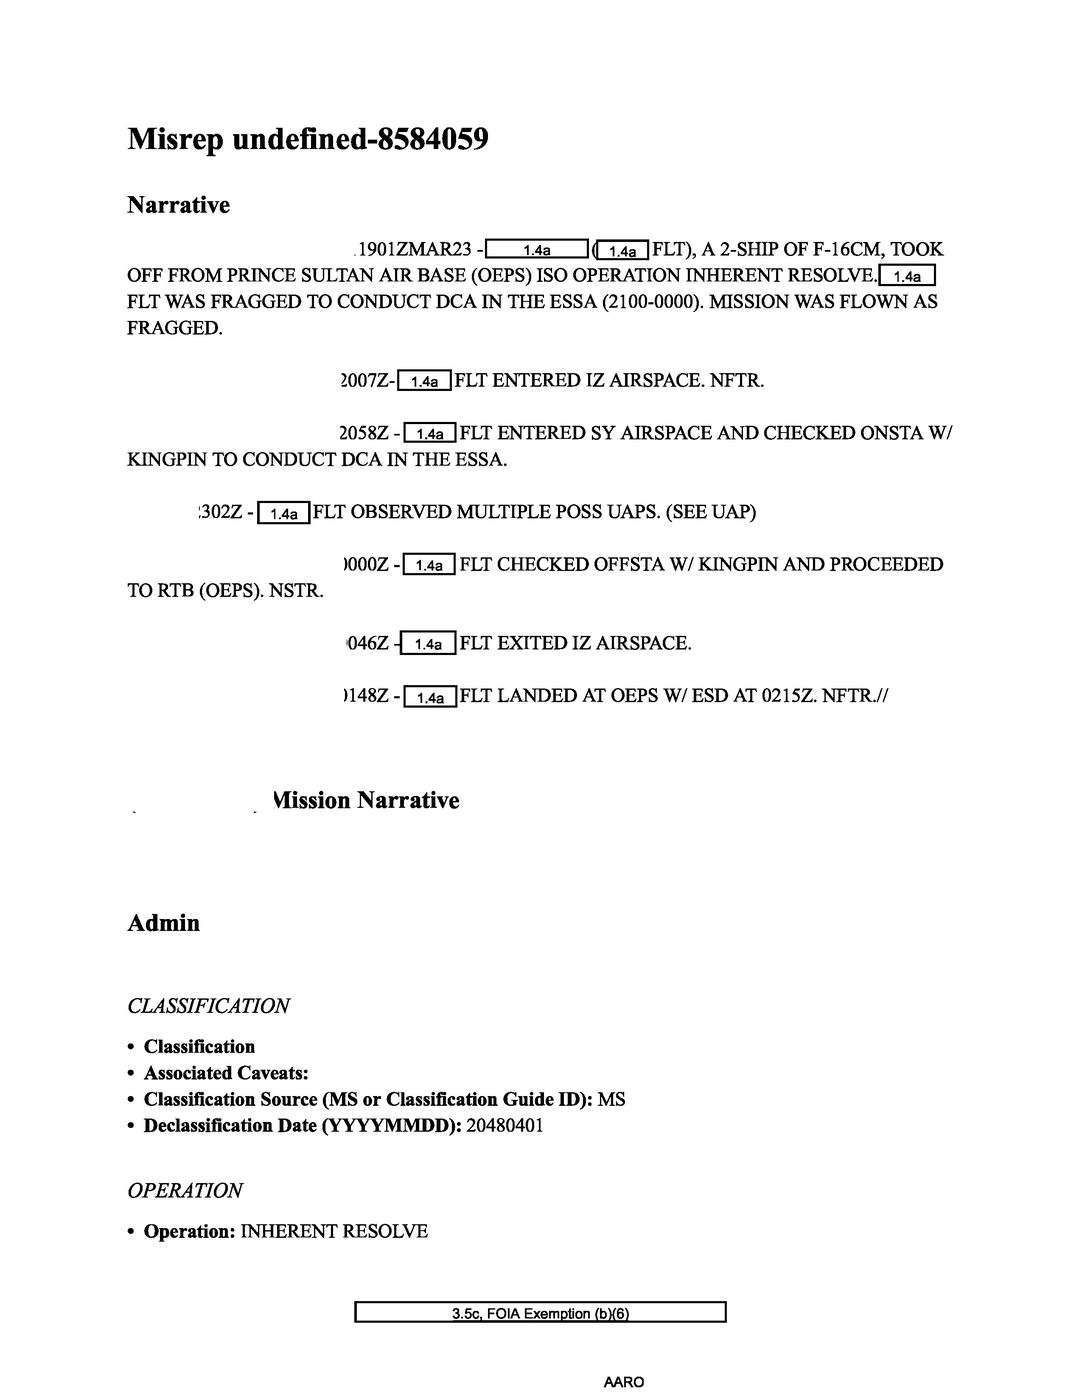 Misrep undefined-8584059
Narrative
1901ZMAR23 - 1.4a ( 1.4a FLT), A 2-SHIP OF F-16CM, TOOK
OFF FROM PRINCE SULTAN AIR BASE (OEPS) ISO OPERATION INHERENT RESOLVE. 1.4a
FLT WAS FRAGGED TO CONDUCT DCA IN THE ESSA (2100-0000). MISSION WAS FLOWN AS
FRAGGED.
2007Z- 1.4a FLT ENTERED IZ AIRSPACE. NFTR.
2058Z - 1.4a FLT ENTERED SY AIRSPACE AND CHECKED ONSTA W/
KINGPIN TO CONDUCT DCA IN THE ESSA.
2302Z - 1.4a FLT OBSERVED MULTIPLE POSS UAPS. (SEE UAP)
0000Z - 1.4a FLT CHECKED OFFSTA W/ KINGPIN AND PROCEEDED
TO RTB (OEPS). NSTR.
0046Z - 1.4a FLT EXITED IZ AIRSPACE.
0148Z - 1.4a FLT LANDED AT OEPS W/ ESD AT 0215Z. NFTR.//
Mission Narrative
Admin
CLASSIFICATION
• Classification
• Associated Caveats:
• Classification Source (MS or Classification Guide ID): MS
• Declassification Date (YYYYMMDD): 20480401
OPERATION
• Operation: INHERENT RESOLVE
3.5c, FOIA Exemption (b)(6)
AARO